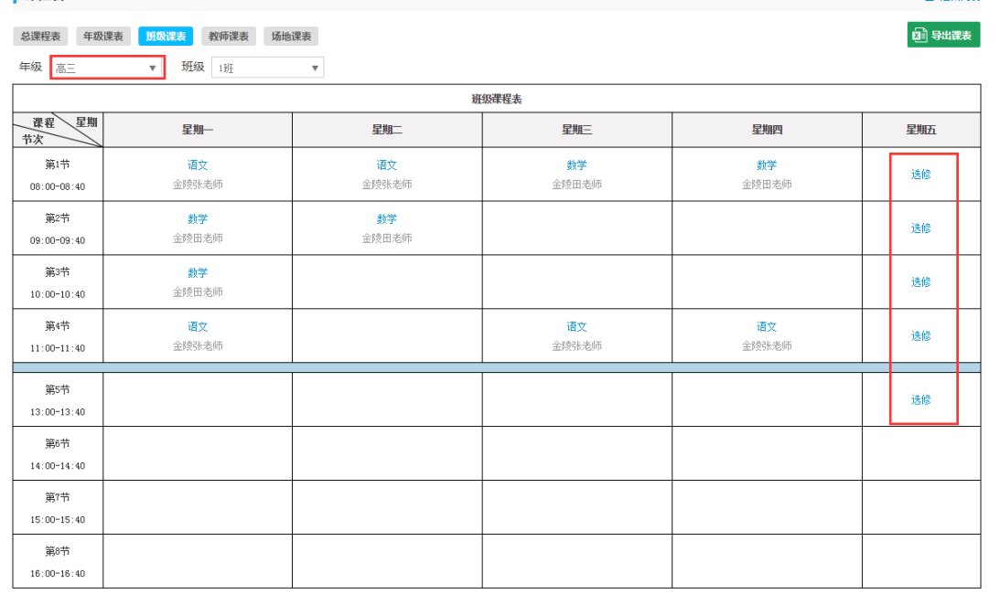 总课程表 年级课表 班级课表 教师课表 场地课表 导出课表
年级 高三 班级 1班
班级课程表
课程 星期 节次 星期一 星期二 星期三 星期四 星期五
第1节 语文 语文 数学 数学 选修
08:00-08:40 金陵张老师 金陵张老师 金陵田老师 金陵田老师
第2节 数学 数学 选修
09:00-09:40 金陵田老师 金陵田老师
第3节 数学 选修
10:00-10:40 金陵田老师
第4节 语文 语文 语文 选修
11:00-11:40 金陵张老师 金陵张老师 金陵张老师
第5节 选修
13:00-13:40
第6节
14:00-14:40
第7节
15:00-15:40
第8节
16:00-16:40